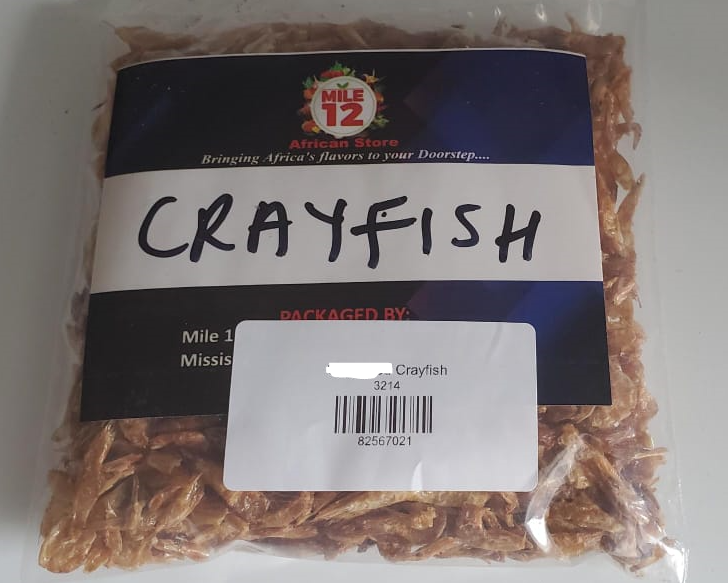 MILE
12
African Store
Bringing Africa's flavors to your Doorstep....
CRAYFISH
PACKAGED BY:
Mile 1
Missis
Crayfish
3214
82567021